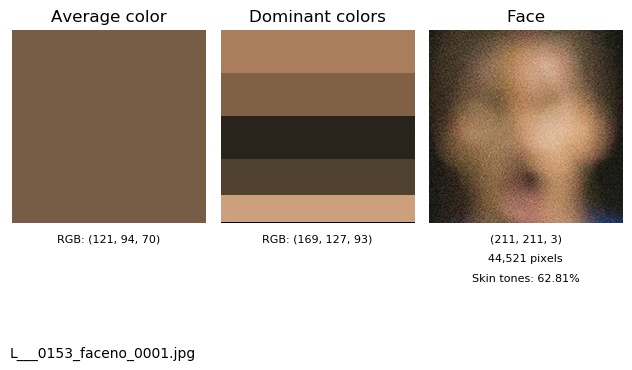 Average color
Dominant colors
Face
RGB: (121, 94, 70)
RGB: (169, 127, 93)
(211, 211, 3)
44,521 pixels
Skin tones: 62.81%
L___0153_faceno_0001.jpg